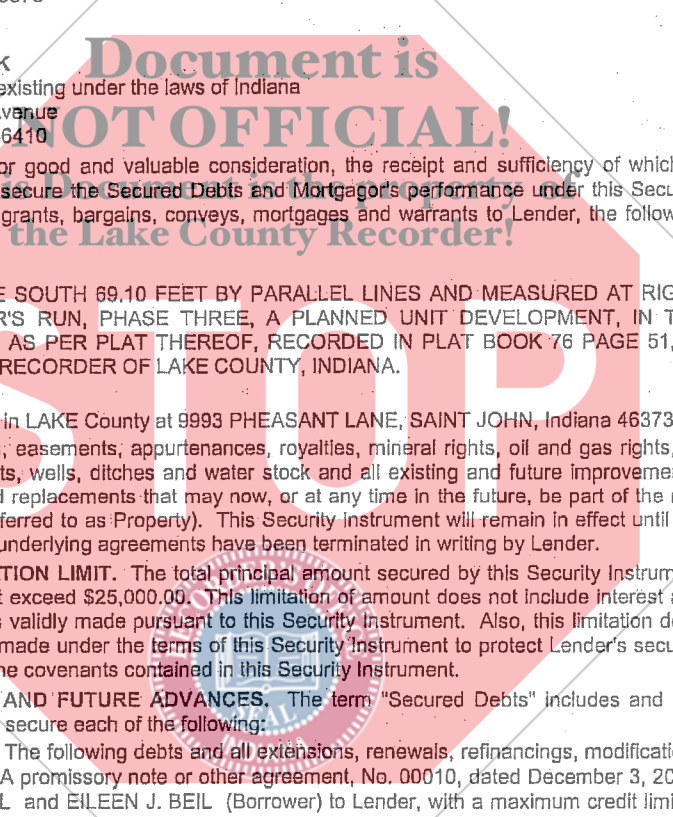 K
Document is
existing under the laws of Indiana
Avenue
NOT OFFICIAL!
6410
or good and valuable consideration, the receipt and sufficiency of which
This Document is the property of
secure the Secured Debts and Mortgagor's performance under this Secu
grants, bargains, conveys, mortgages and warrants to Lender, the follow
the Lake County Recorder!
E SOUTH 69.10 FEET BY PARALLEL LINES AND MEASURED AT RIG
R'S RUN, PHASE THREE, A PLANNED UNIT DEVELOPMENT, IN T
AS PER PLAT THEREOF, RECORDED IN PLAT BOOK 76 PAGE 51,
RECORDER OF LAKE COUNTY, INDIANA.
STOP
in LAKE County at 9993 PHEASANT LANE, SAINT JOHN, Indiana 46373
, easements, appurtenances, royalties, mineral rights, oil and gas rights,
ts, wells, ditches and water stock and all existing and future improveme
d replacements that may now, or at any time in the future, be part of the
ferred to as Property). This Security Instrument will remain in effect until
underlying agreements have been terminated in writing by Lender.
TION LIMIT. The total principal amount secured by this Security Instrum
t exceed $25,000.00. This limitation of amount does not include interest
s validly made pursuant to this Security Instrument. Also, this limitation d
made under the terms of this Security Instrument to protect Lender's secu
he covenants contained in this Security Instrument.
AND FUTURE ADVANCES. The term "Secured Debts" includes and
secure each of the following:
The following debts and all extensions, renewals, refinancings, modificati
A promissory note or other agreement, No. 00010, dated December 3, 20
L and EILEEN J. BEIL (Borrower) to Lender, with a maximum credit limi
SEAL
INDIANA